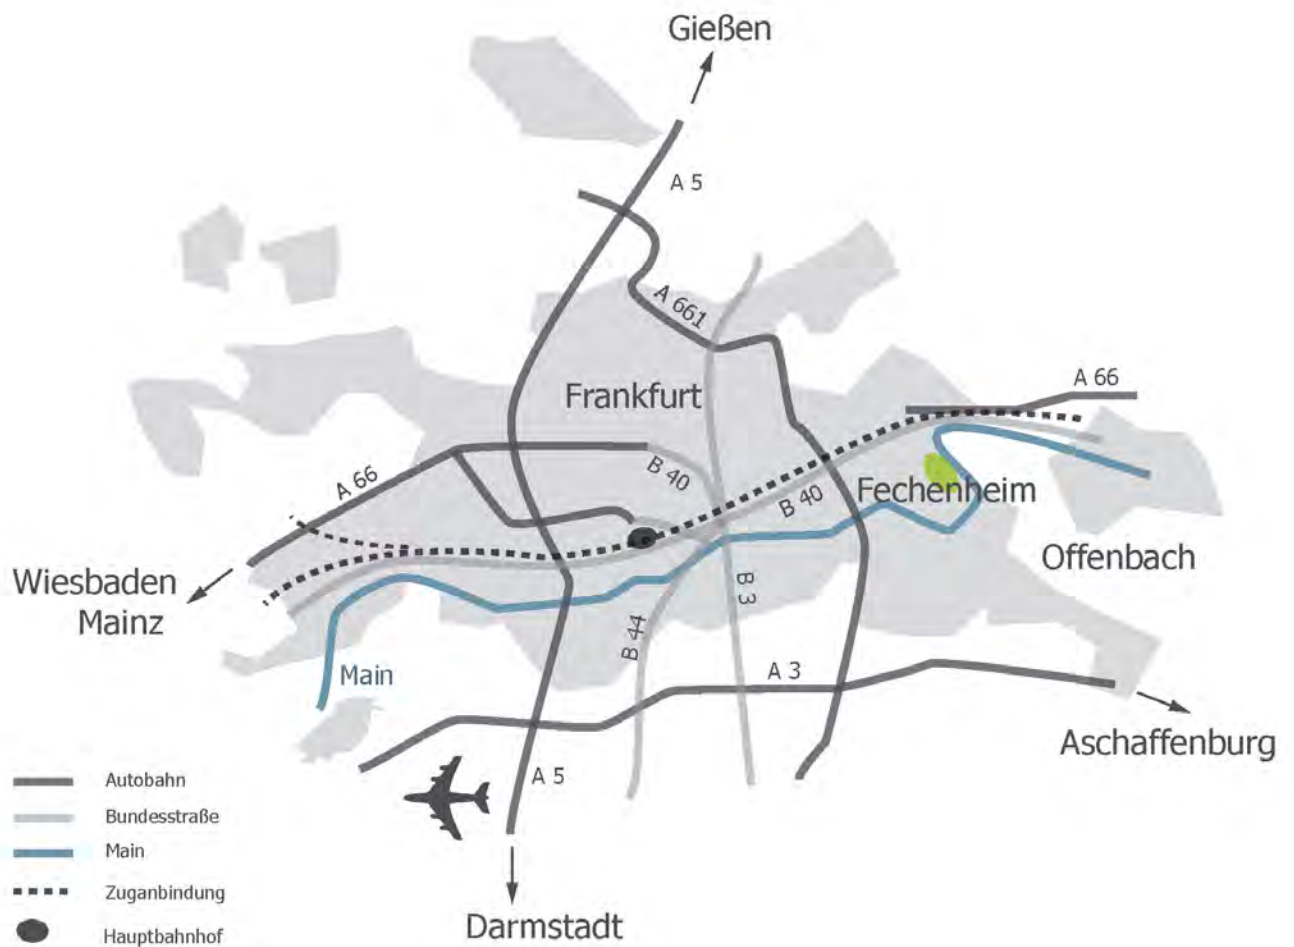 Gießen
A 5
A 661
Frankfurt
A 66
A 66
B 40
B 40
Fechenheim
Offenbach
Wiesbaden
Mainz
B 3
B 44
Main
A 3
Aschaffenburg
A 5
Darmstadt
Autobahn
Bundesstraße
Main
Zuganbindung
Hauptbahnhof